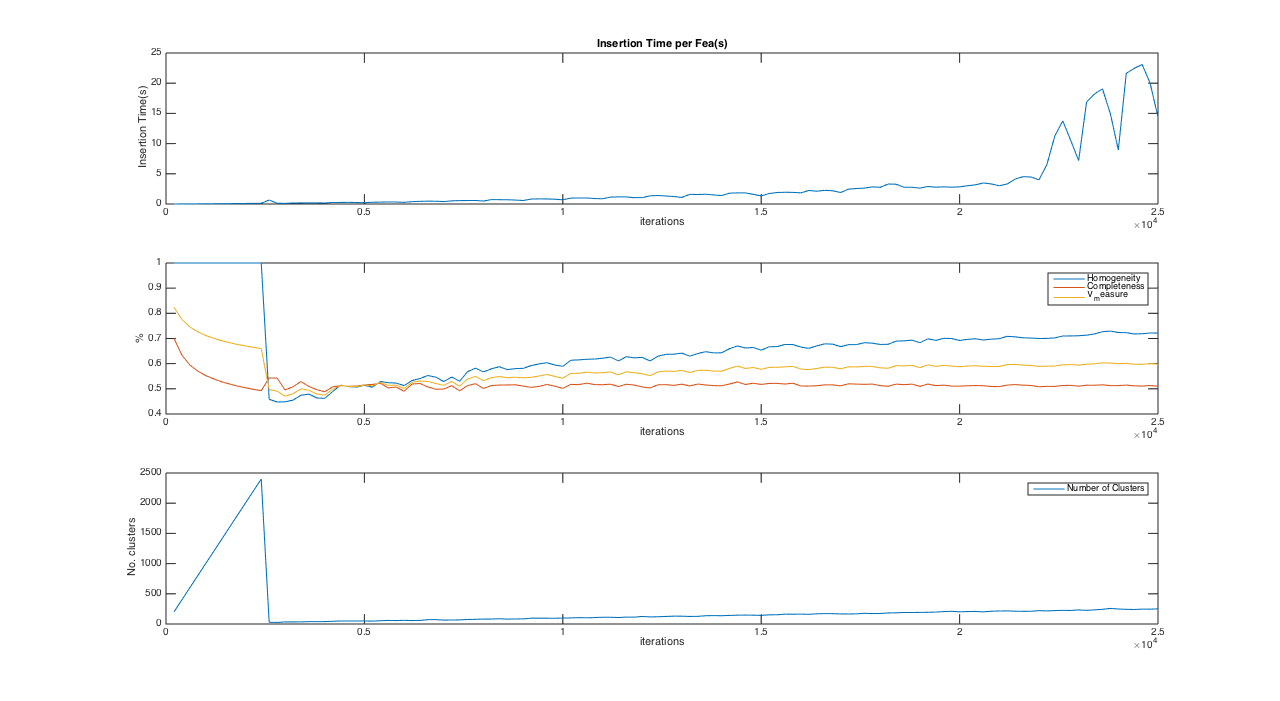 Insertion Time per Fea(s)
Insertion Time(s)
25
20
15
10
5
0
0 0.5 1 1.5 2 2.5
iterations
×10^4
%
1
0.9
0.8
0.7
0.6
0.5
0.4
Homogeneity
Completeness
V_measure
0 0.5 1 1.5 2 2.5
iterations
×10^4
No. clusters
2500
2000
1500
1000
500
0
Number of Clusters
0 0.5 1 1.5 2 2.5
iterations
×10^4